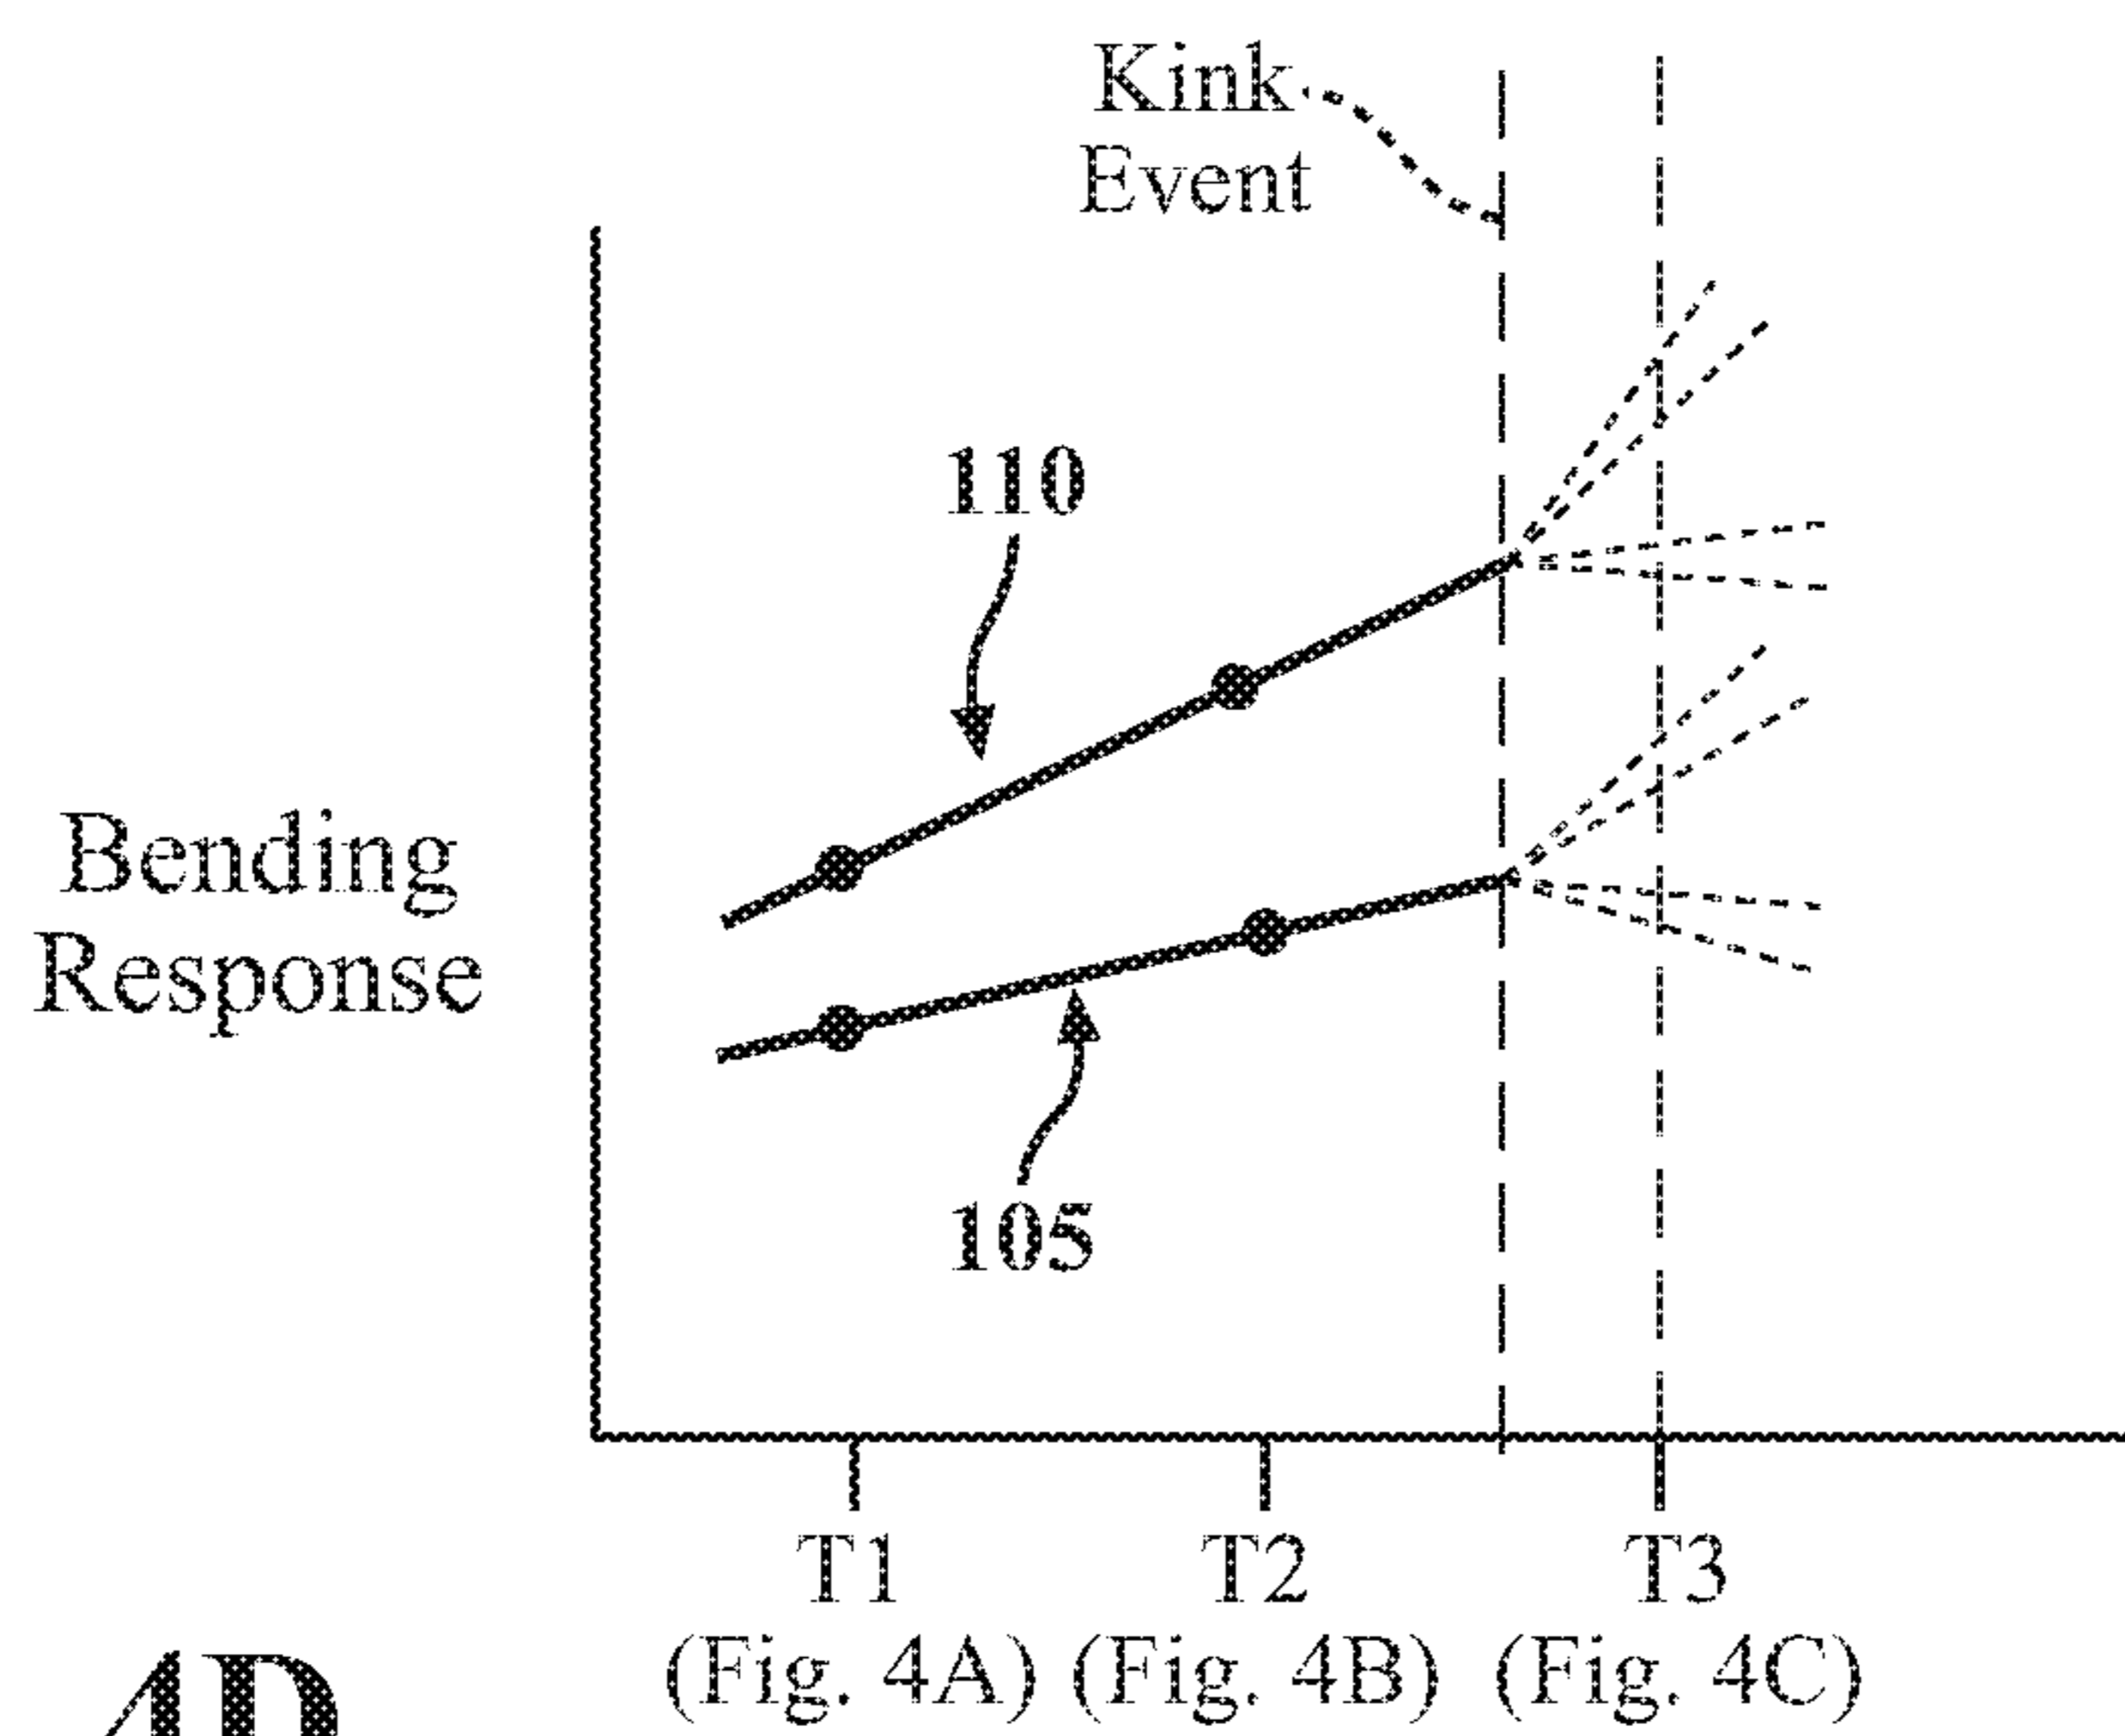 Kink
Event
110
Bending
Response
105
T1 T2 T3
(Fig. 4A) (Fig. 4B) (Fig. 4C)
4D